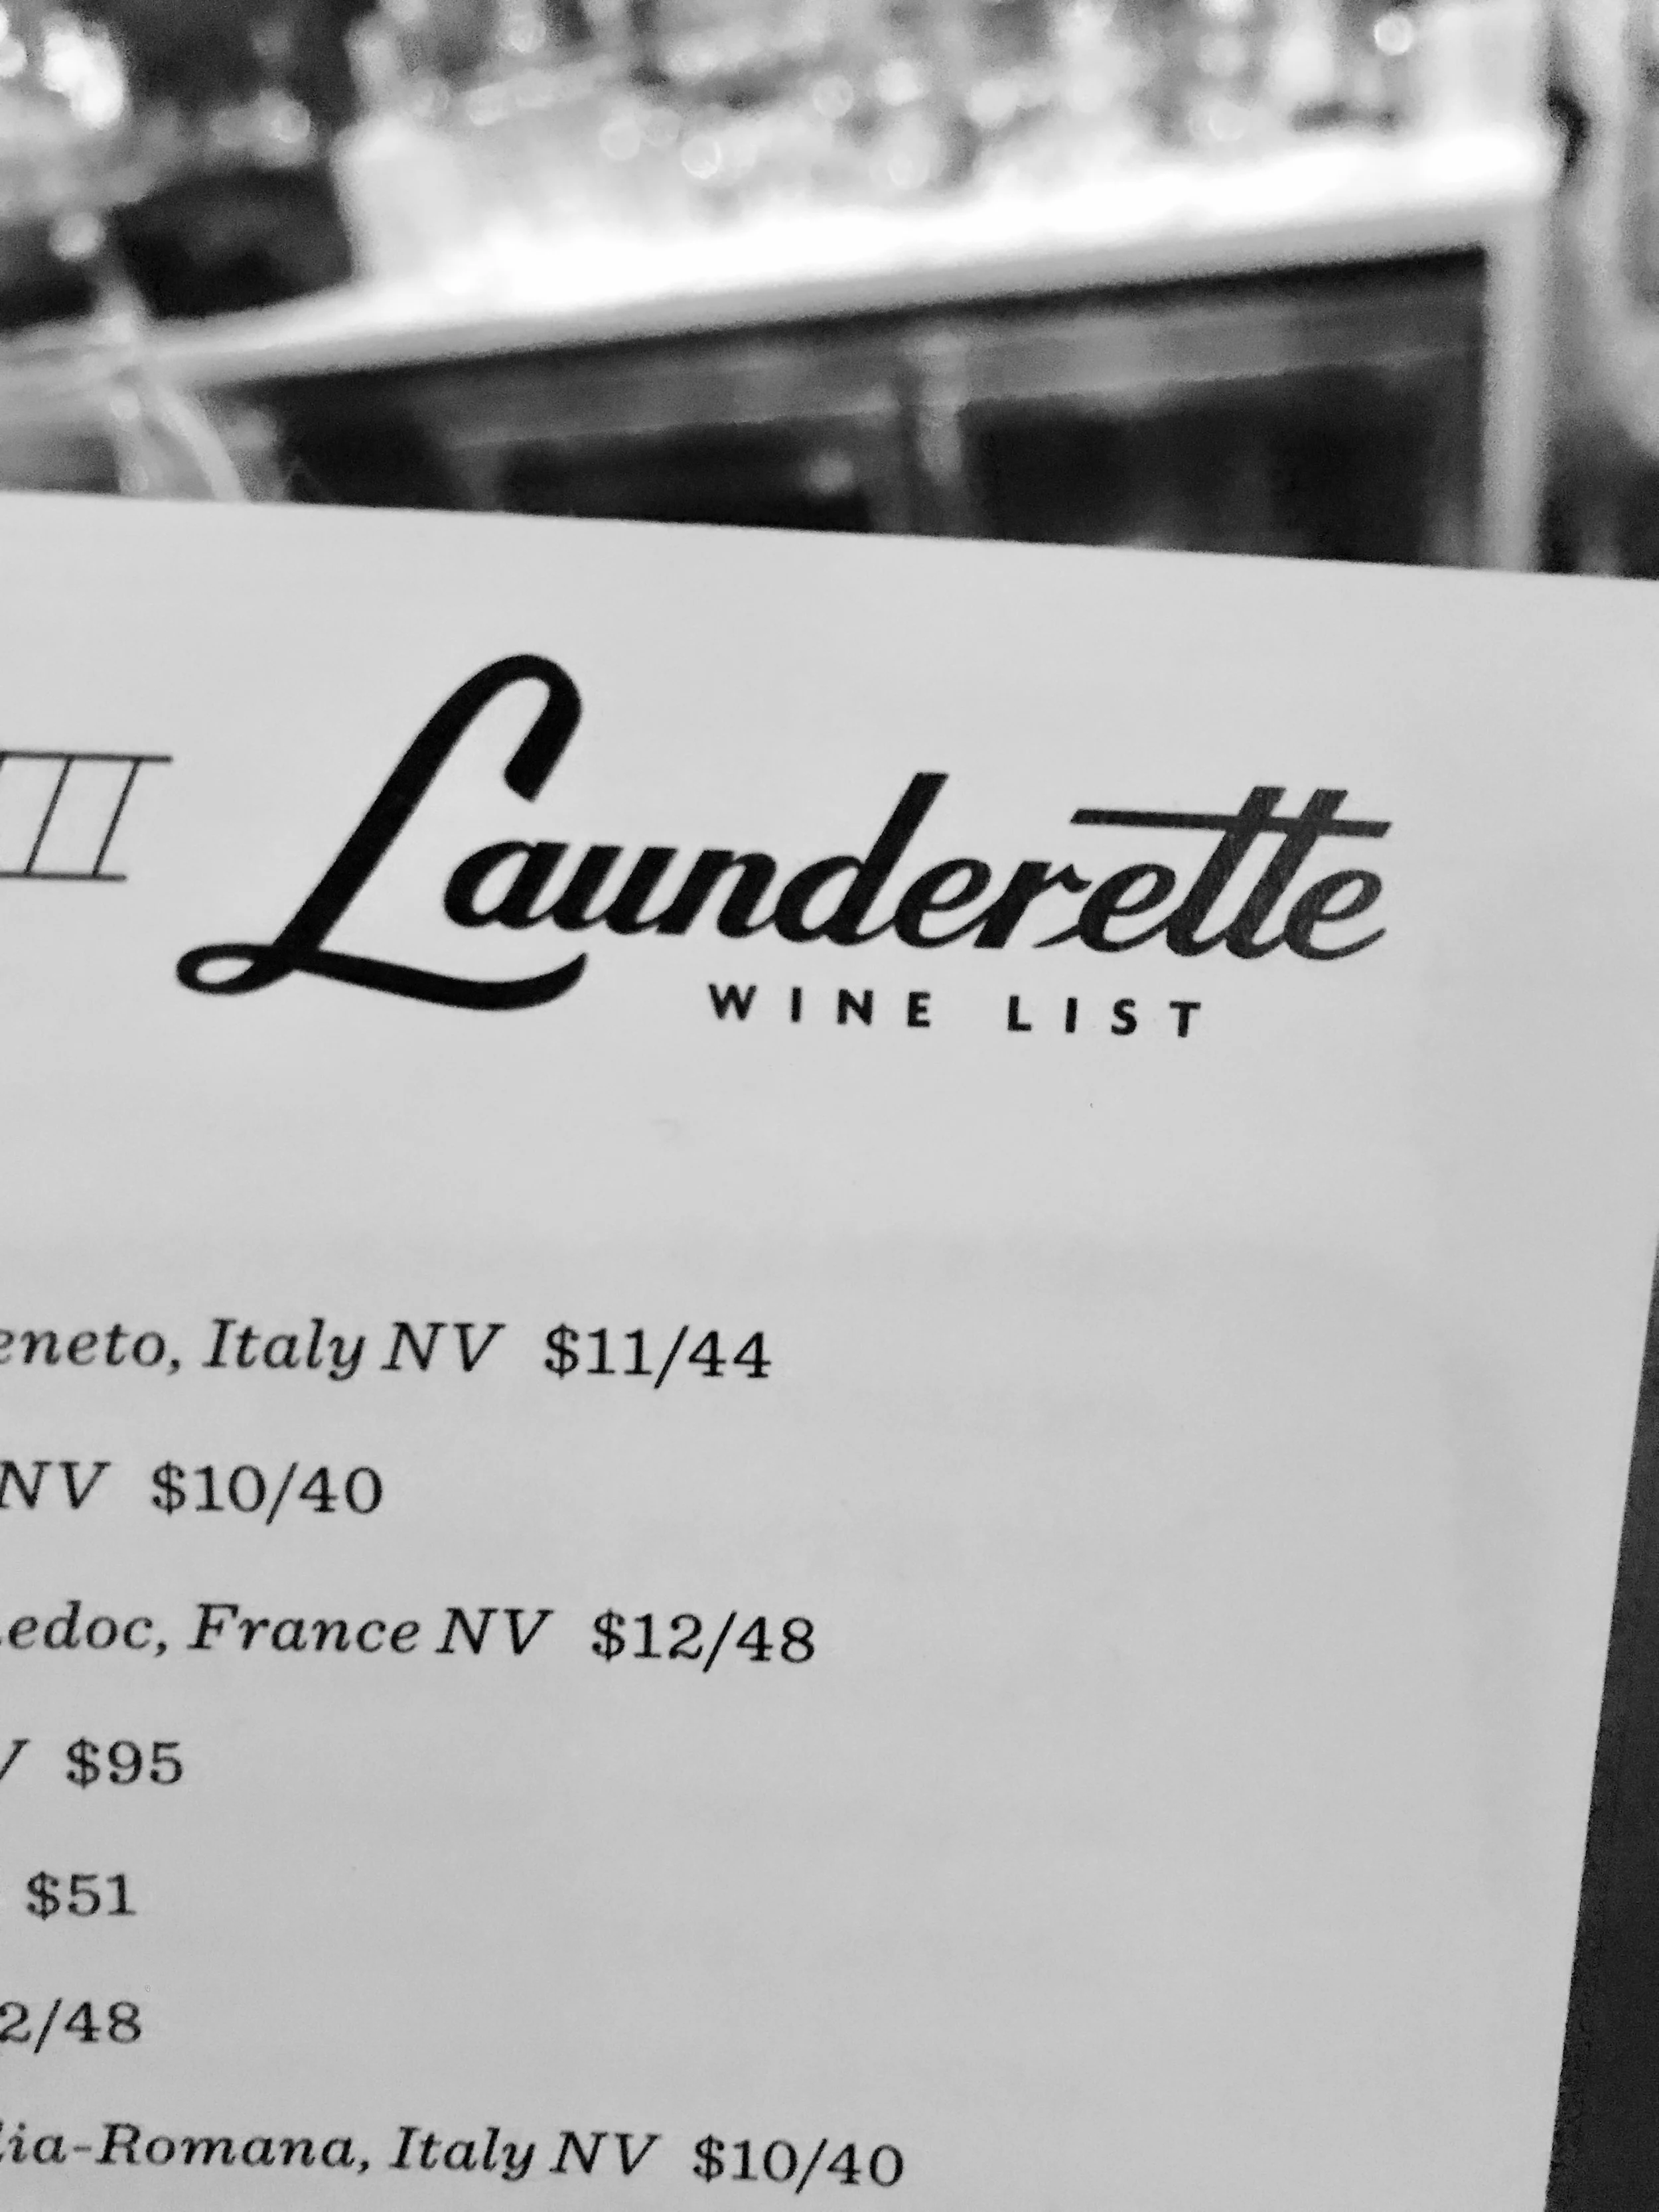 Launderette
WINE LIST
eneto, Italy NV $11/44
NV $10/40
edoc, France NV $12/48
V $95
$51
2/48
lia-Romana, Italy NV $10/40